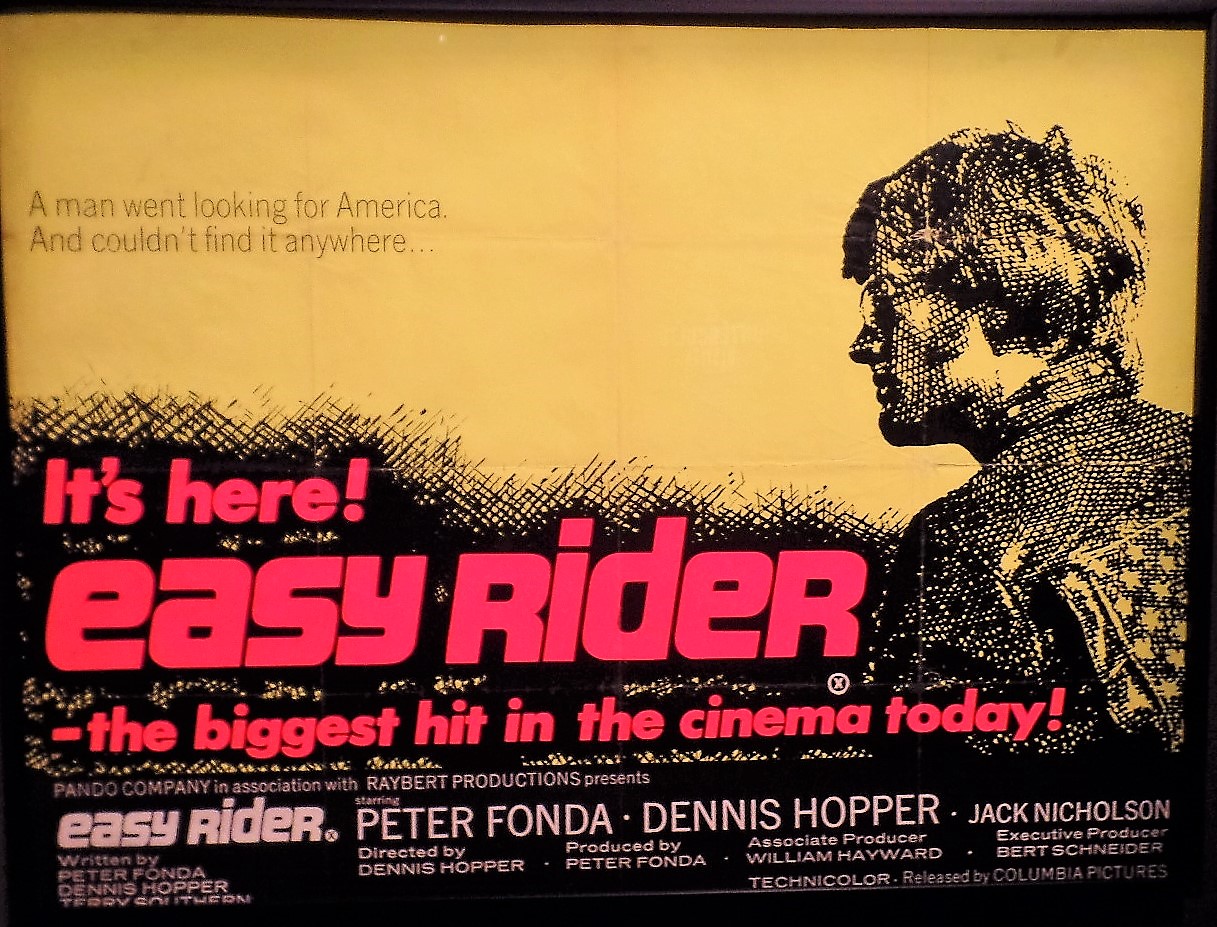 A man went looking for America.
And couldn't find it anywhere...
It's here!
easy Rider
X
-the biggest hit in the cinema today!
PANDO COMPANY in association with RAYBERT PRODUCTIONS presents
easy Rider. X
starring
PETER FONDA · DENNIS HOPPER · JACK NICHOLSON
Written by
PETER FONDA
DENNIS HOPPER
TERRY SOUTHERN
Directed by
DENNIS HOPPER ·
Produced by
PETER FONDA ·
Associate Producer
WILLIAM HAYWARD ·
Executive Producer
BERT SCHNEIDER
TECHNICOLOR · Released by COLUMBIA PICTURES